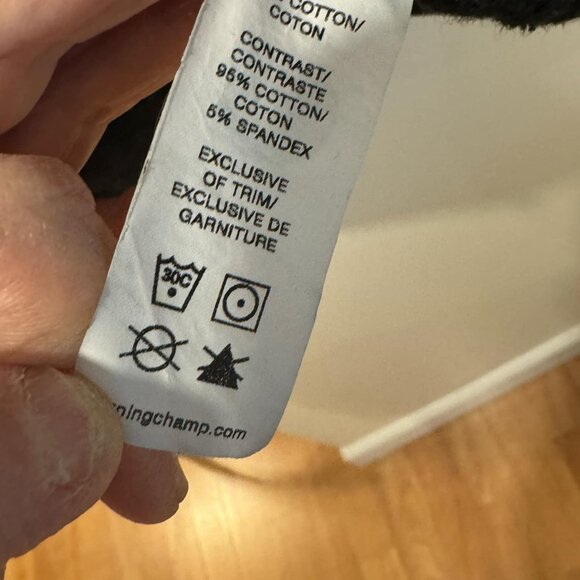 COTTON/
COTON
CONTRAST/
CONTRASTE
95% COTTON/
COTON
5% SPANDEX
EXCLUSIVE
OF TRIM/
EXCLUSIVE DE
GARNITURE
30C
ningchamp.com